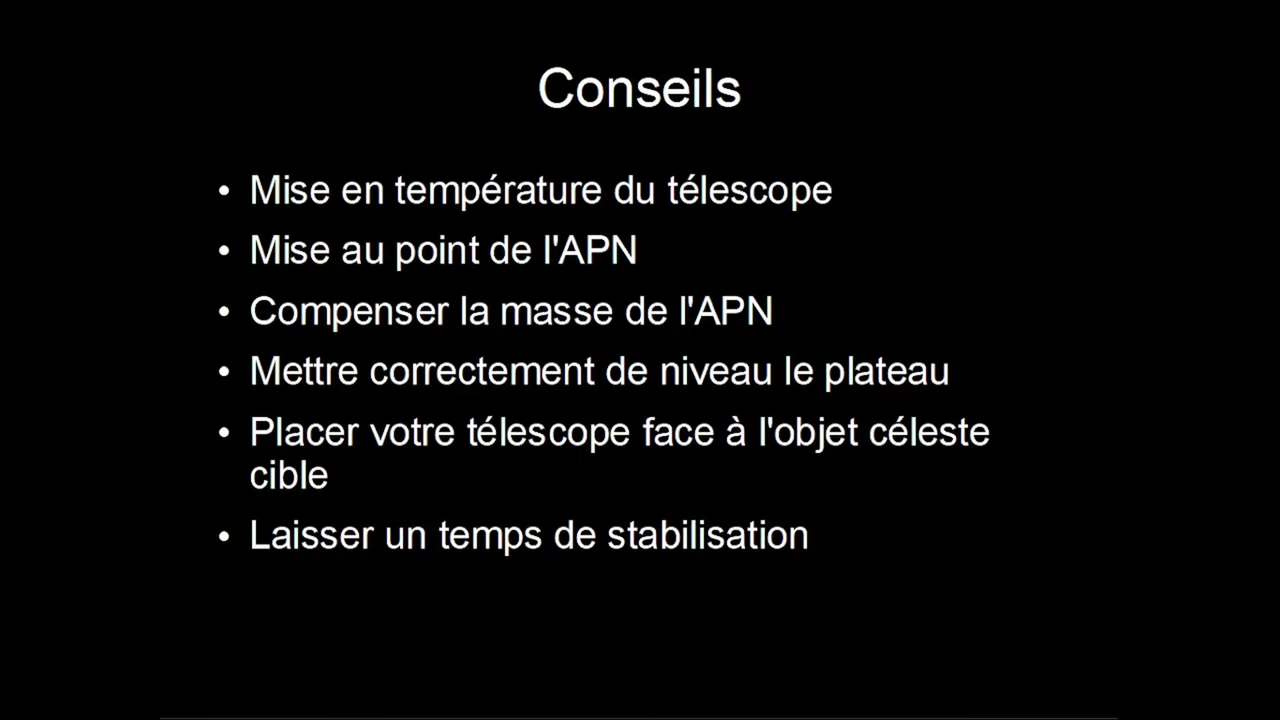 Conseils
• Mise en température du télescope
• Mise au point de l'APN
• Compenser la masse de l'APN
• Mettre correctement de niveau le plateau
• Placer votre télescope face à l'objet céleste
cible
• Laisser un temps de stabilisation